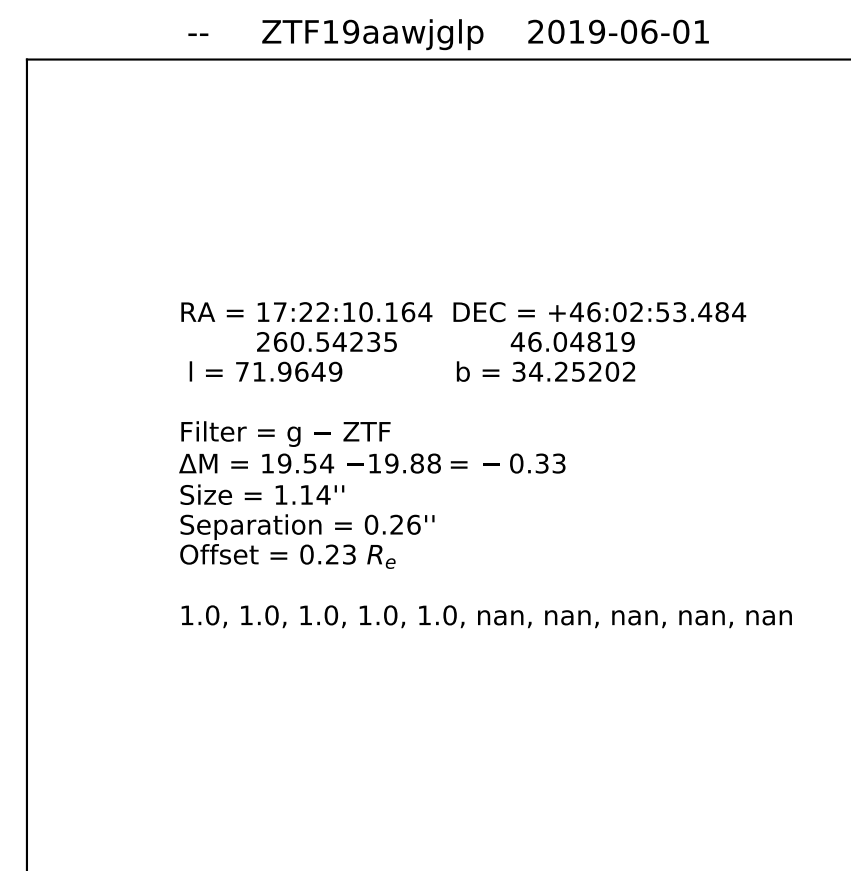 -- ZTF19aawjglp 2019-06-01
RA = 17:22:10.164 DEC = +46:02:53.484
260.54235 46.04819
l = 71.9649 b = 34.25202
Filter = g − ZTF
ΔM = 19.54 −19.88 = − 0.33
Size = 1.14''
Separation = 0.26''
Offset = 0.23 Re
1.0, 1.0, 1.0, 1.0, 1.0, nan, nan, nan, nan, nan